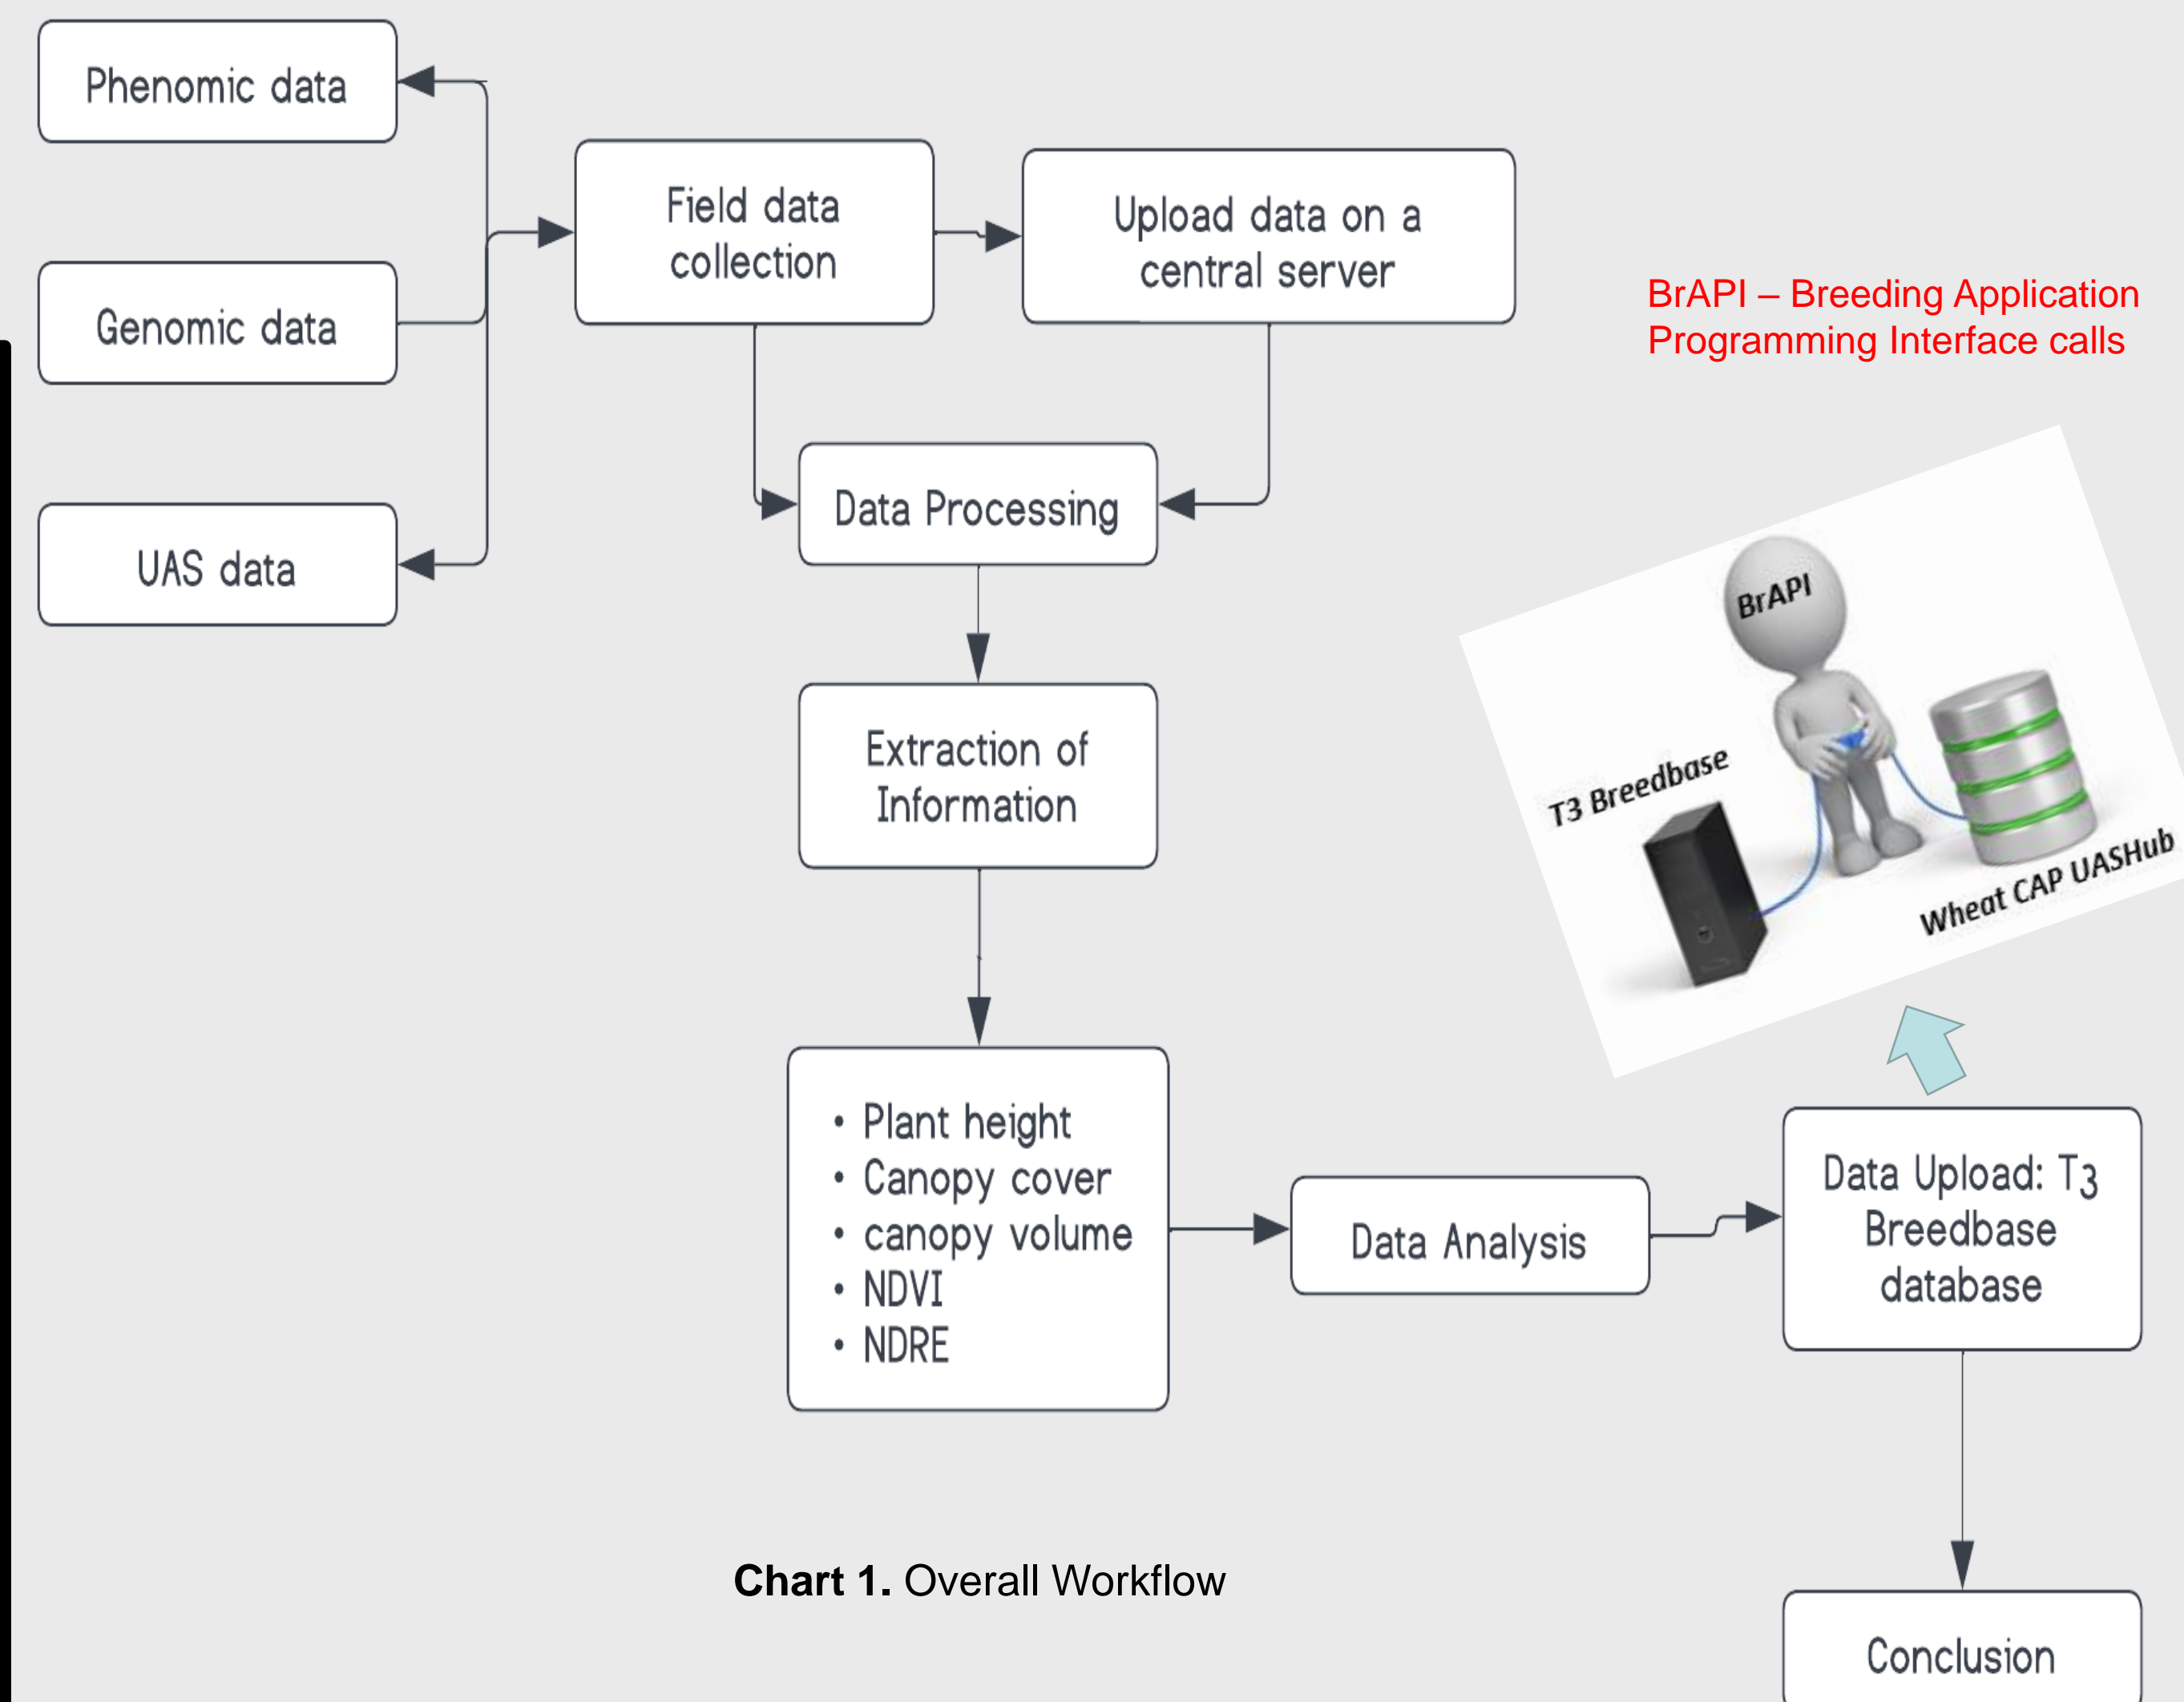 Phenomic data
Genomic data
UAS data
Field data
collection
Upload data on a
central server
BrAPI – Breeding Application
Programming Interface calls
Data Processing
Extraction of
Information
BrAPI
T3 Breedbase
Wheat CAP UASHub
• Plant height
• Canopy cover
• canopy volume
• NDVI
• NDRE
Data Analysis
Data Upload: T3
Breedbase
database
Chart 1. Overall Workflow
Conclusion